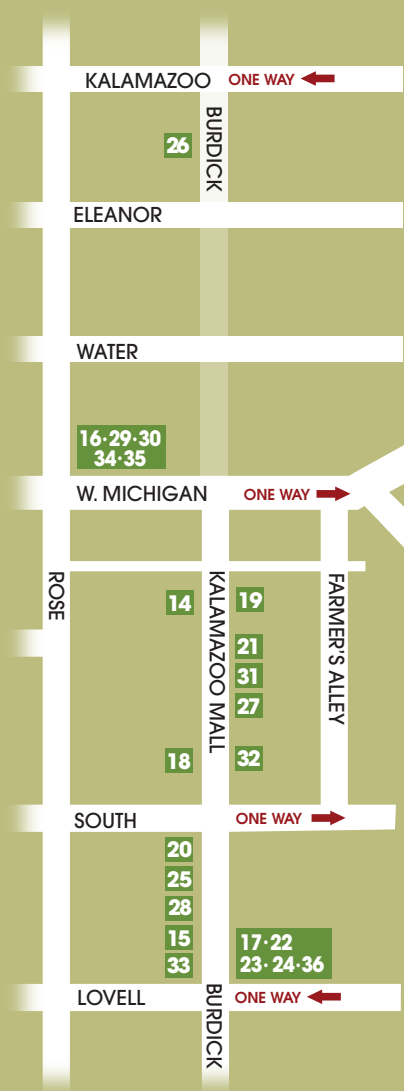 KALAMAZOO
ONE WAY
26
BURDICK
ELEANOR
WATER
16·29·30
34·35
W. MICHIGAN
ONE WAY
ROSE
KALAMAZOO MALL
FARMER'S ALLEY
14
19
21
31
27
18
32
SOUTH
ONE WAY
20
25
28
15
33
17·22
23·24·36
LOVELL
BURDICK
ONE WAY